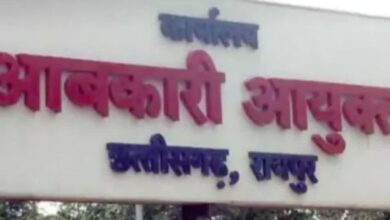 कार्यालय
आबकारी आयुक्त
छत्तीसगढ़, रायपुर